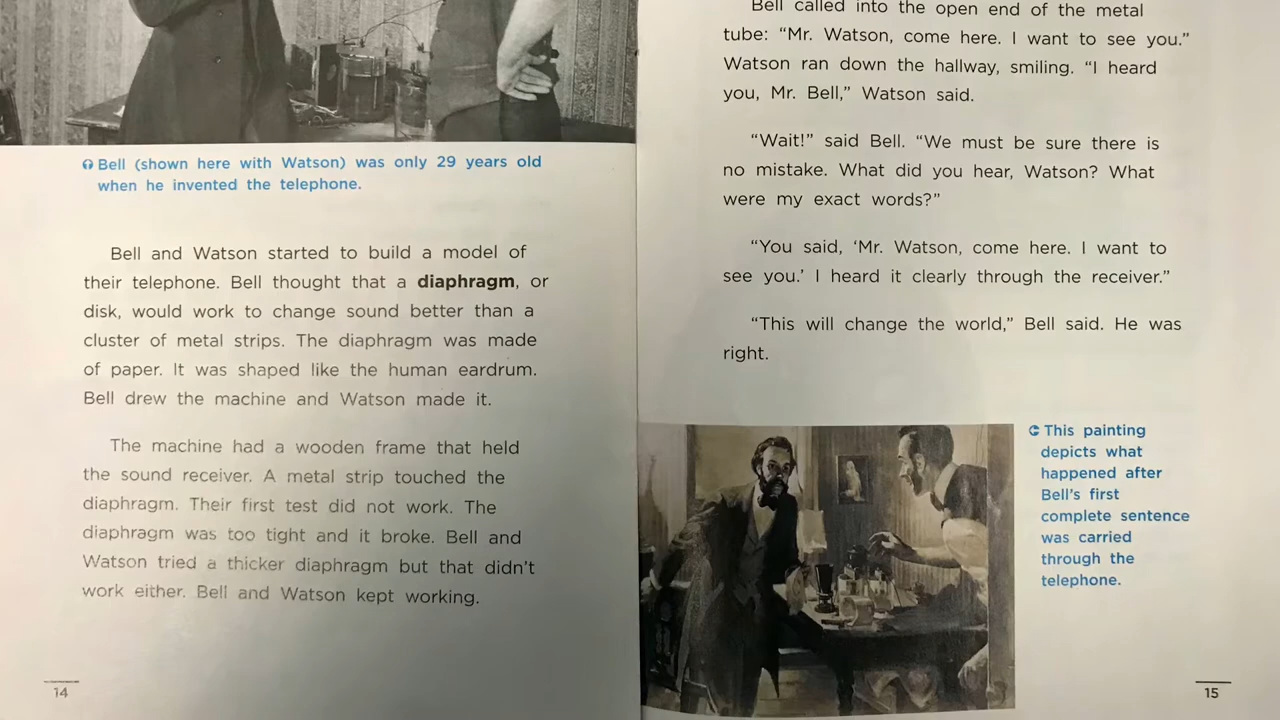 Bell (shown here with Watson) was only 29 years old
when he invented the telephone.
Bell and Watson started to build a model of
their telephone. Bell thought that a diaphragm, or
disk, would work to change sound better than a
cluster of metal strips. The diaphragm was made
of paper. It was shaped like the human eardrum.
Bell drew the machine and Watson made it.
The machine had a wooden frame that held
the sound receiver. A metal strip touched the
diaphragm. Their first test did not work. The
diaphragm was too tight and it broke. Bell and
Watson tried a thicker diaphragm but that didn't
work either. Bell and Watson kept working.
14
Bell called into the open end of the metal
tube: “Mr. Watson, come here. I want to see you.”
Watson ran down the hallway, smiling. “I heard
you, Mr. Bell,” Watson said.
“Wait!” said Bell. “We must be sure there is
no mistake. What did you hear, Watson? What
were my exact words?”
“You said, ‘Mr. Watson, come here. I want to
see you.’ I heard it clearly through the receiver.”
“This will change the world,” Bell said. He was
right.
This painting
depicts what
happened after
Bell's first
complete sentence
was carried
through the
telephone.
15